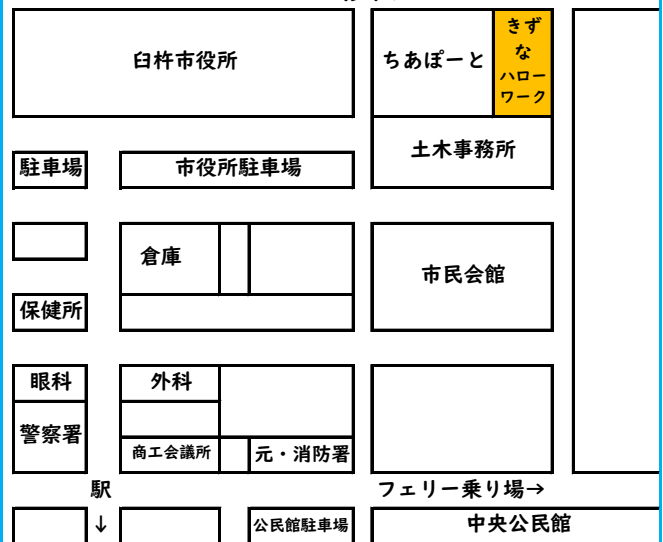 臼杵市役所
ちあぽーと
きず
な
ハロー
ワーク
土木事務所
駐車場
市役所駐車場
倉庫
市民会館
保健所
眼科
外科
警察署
商工会議所
元・消防署
駅
フェリー乗り場→
↓
公民館駐車場
中央公民館